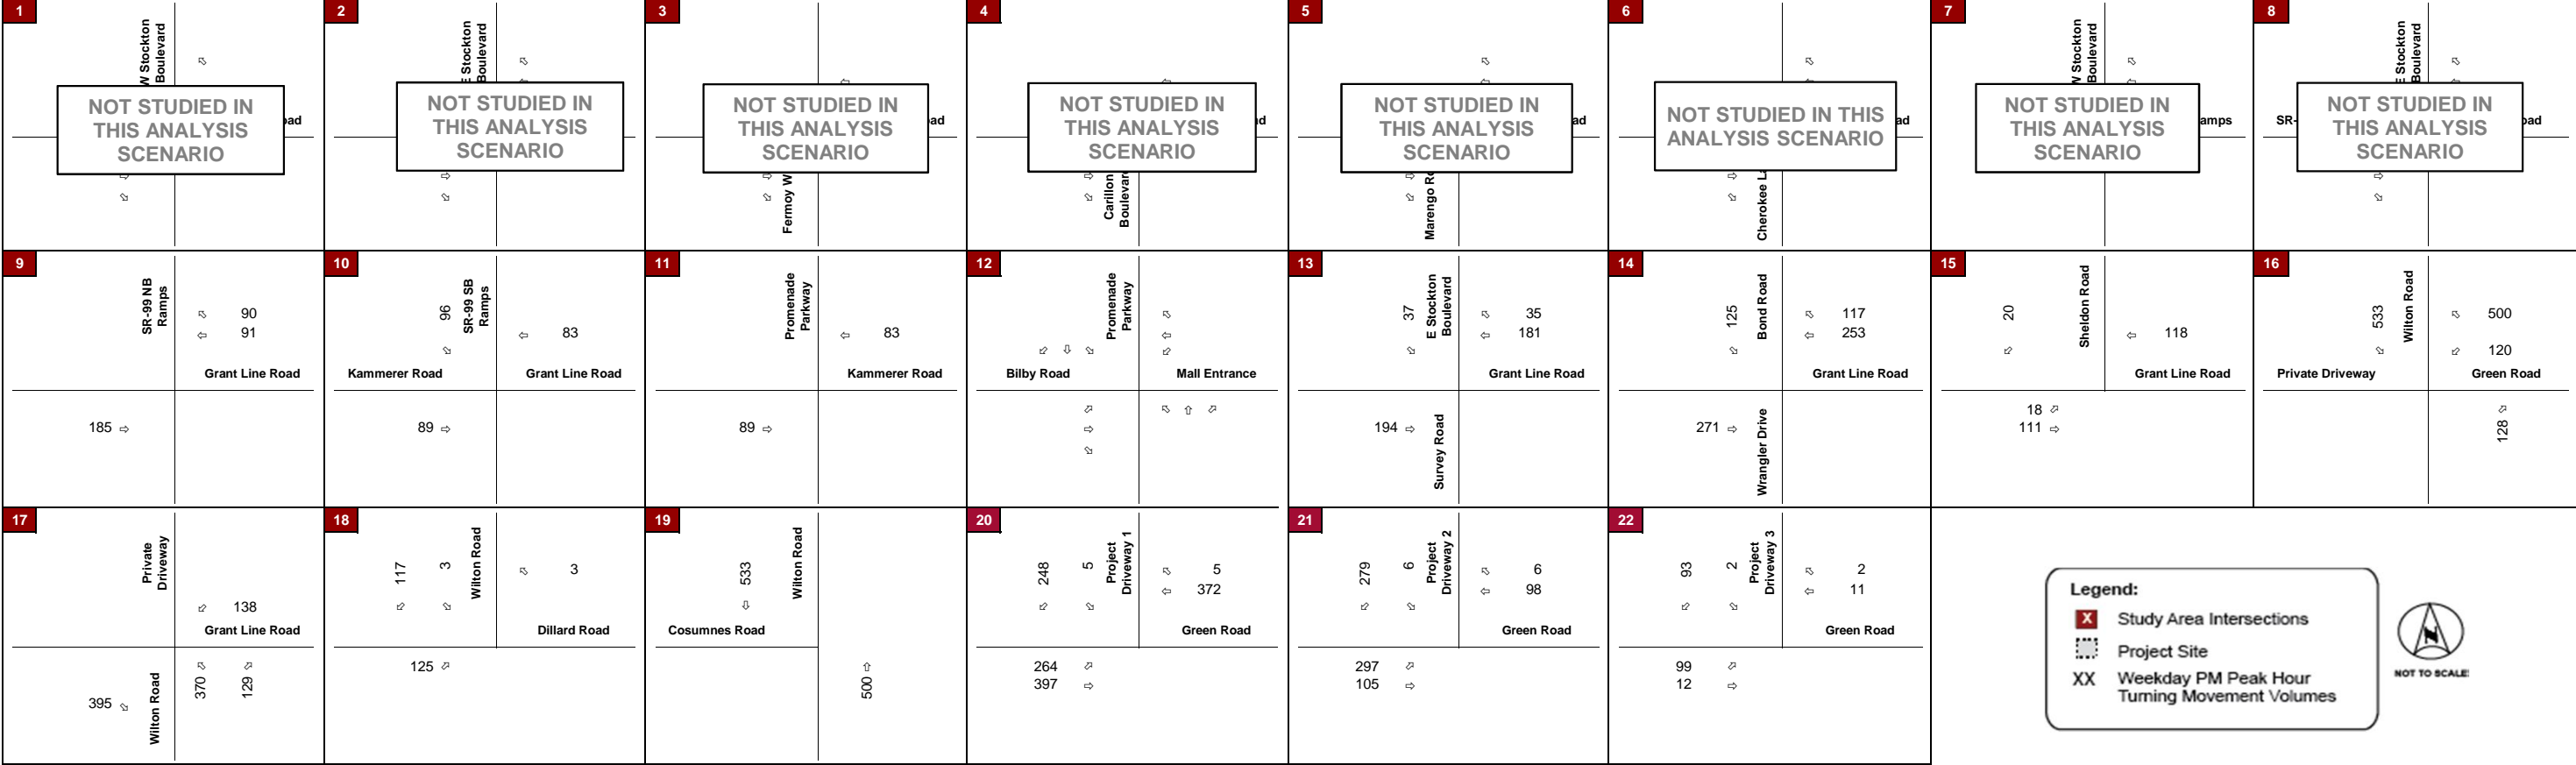 1
W Stockton
Boulevard
NOT STUDIED IN
THIS ANALYSIS
SCENARIO
2
E Stockton
Boulevard
NOT STUDIED IN
THIS ANALYSIS
SCENARIO
3
NOT STUDIED IN
THIS ANALYSIS
SCENARIO
Fermoy W
4
NOT STUDIED IN
THIS ANALYSIS
SCENARIO
Carillon
Boulevard
5
NOT STUDIED IN
THIS ANALYSIS
SCENARIO
Marengo Ro
6
NOT STUDIED IN THIS
ANALYSIS SCENARIO
Cherokee La
7
W Stockton
Boulevard
NOT STUDIED IN
THIS ANALYSIS
SCENARIO
amps
8
E Stockton
Boulevard
SR-
NOT STUDIED IN
THIS ANALYSIS
SCENARIO
oad
9
SR-99 NB
Ramps
90
91
Grant Line Road
185
10
96
SR-99 SB
Ramps
83
Kammerer Road
Grant Line Road
89
11
Promenade
Parkway
83
Kammerer Road
89
12
Promenade
Parkway
Bilby Road
Mall Entrance
13
37
E Stockton
Boulevard
35
181
Grant Line Road
194
Survey Road
14
125
Bond Road
117
253
Grant Line Road
271
Wrangler Drive
15
20
Sheldon Road
118
Grant Line Road
18
111
16
533
Wilton Road
500
120
Private Driveway
Green Road
128
17
Private
Driveway
138
Grant Line Road
395
Wilton Road
370
129
18
117
3
Wilton Road
3
Dillard Road
125
19
533
Wilton Road
Cosumnes Road
500
20
248
5
Project
Driveway 1
5
372
Green Road
264
397
21
279
6
Project
Driveway 2
6
98
Green Road
297
105
22
93
2
Project
Driveway 3
2
11
Green Road
99
12
Legend:
X Study Area Intersections
Project Site
XX Weekday PM Peak Hour
Turning Movement Volumes
N
NOT TO SCALE